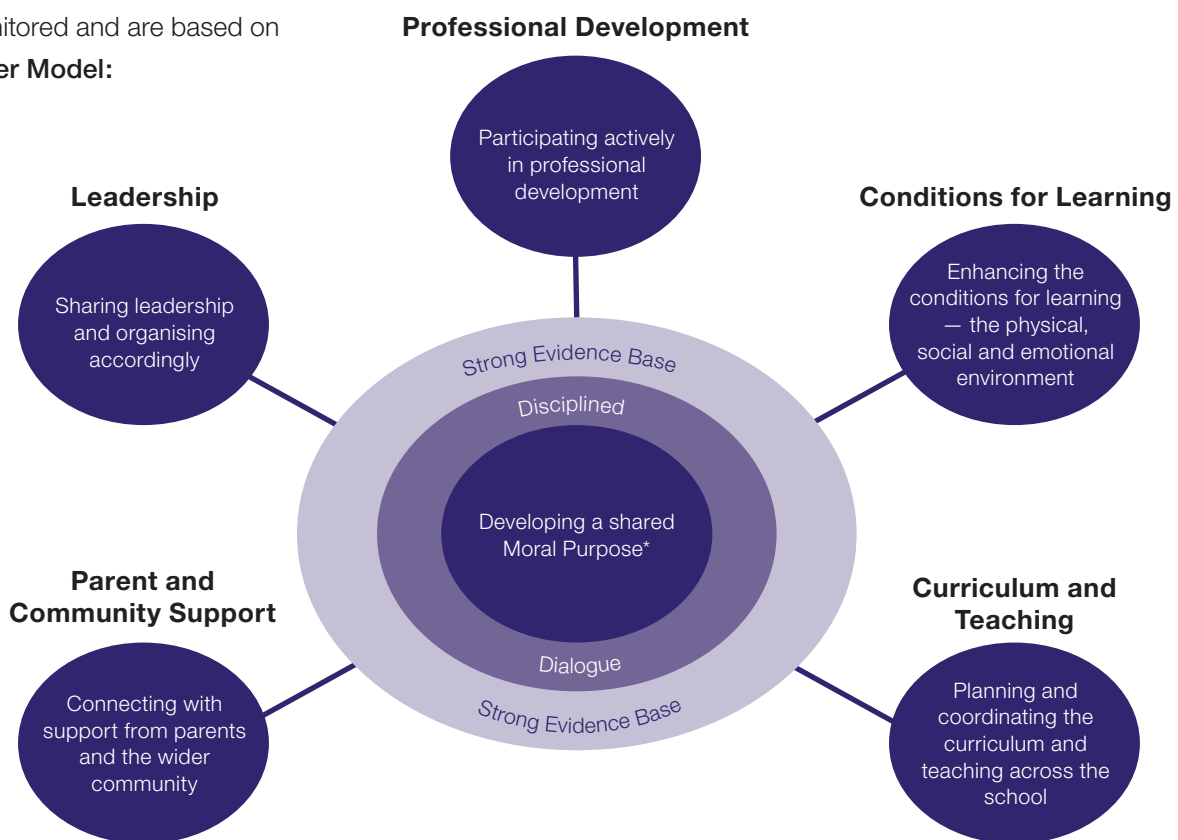 nitored and are based on
er Model:
Professional Development
Participating actively
in professional
development
Leadership
Sharing leadership
and organising
accordingly
Conditions for Learning
Enhancing the
conditions for learning
— the physical,
social and emotional
environment
Strong Evidence Base
Disciplined
Developing a shared
Moral Purpose*
Dialogue
Strong Evidence Base
Parent and
Community Support
Connecting with
support from parents
and the wider
community
Curriculum and
Teaching
Planning and
coordinating the
curriculum and
teaching across the
school